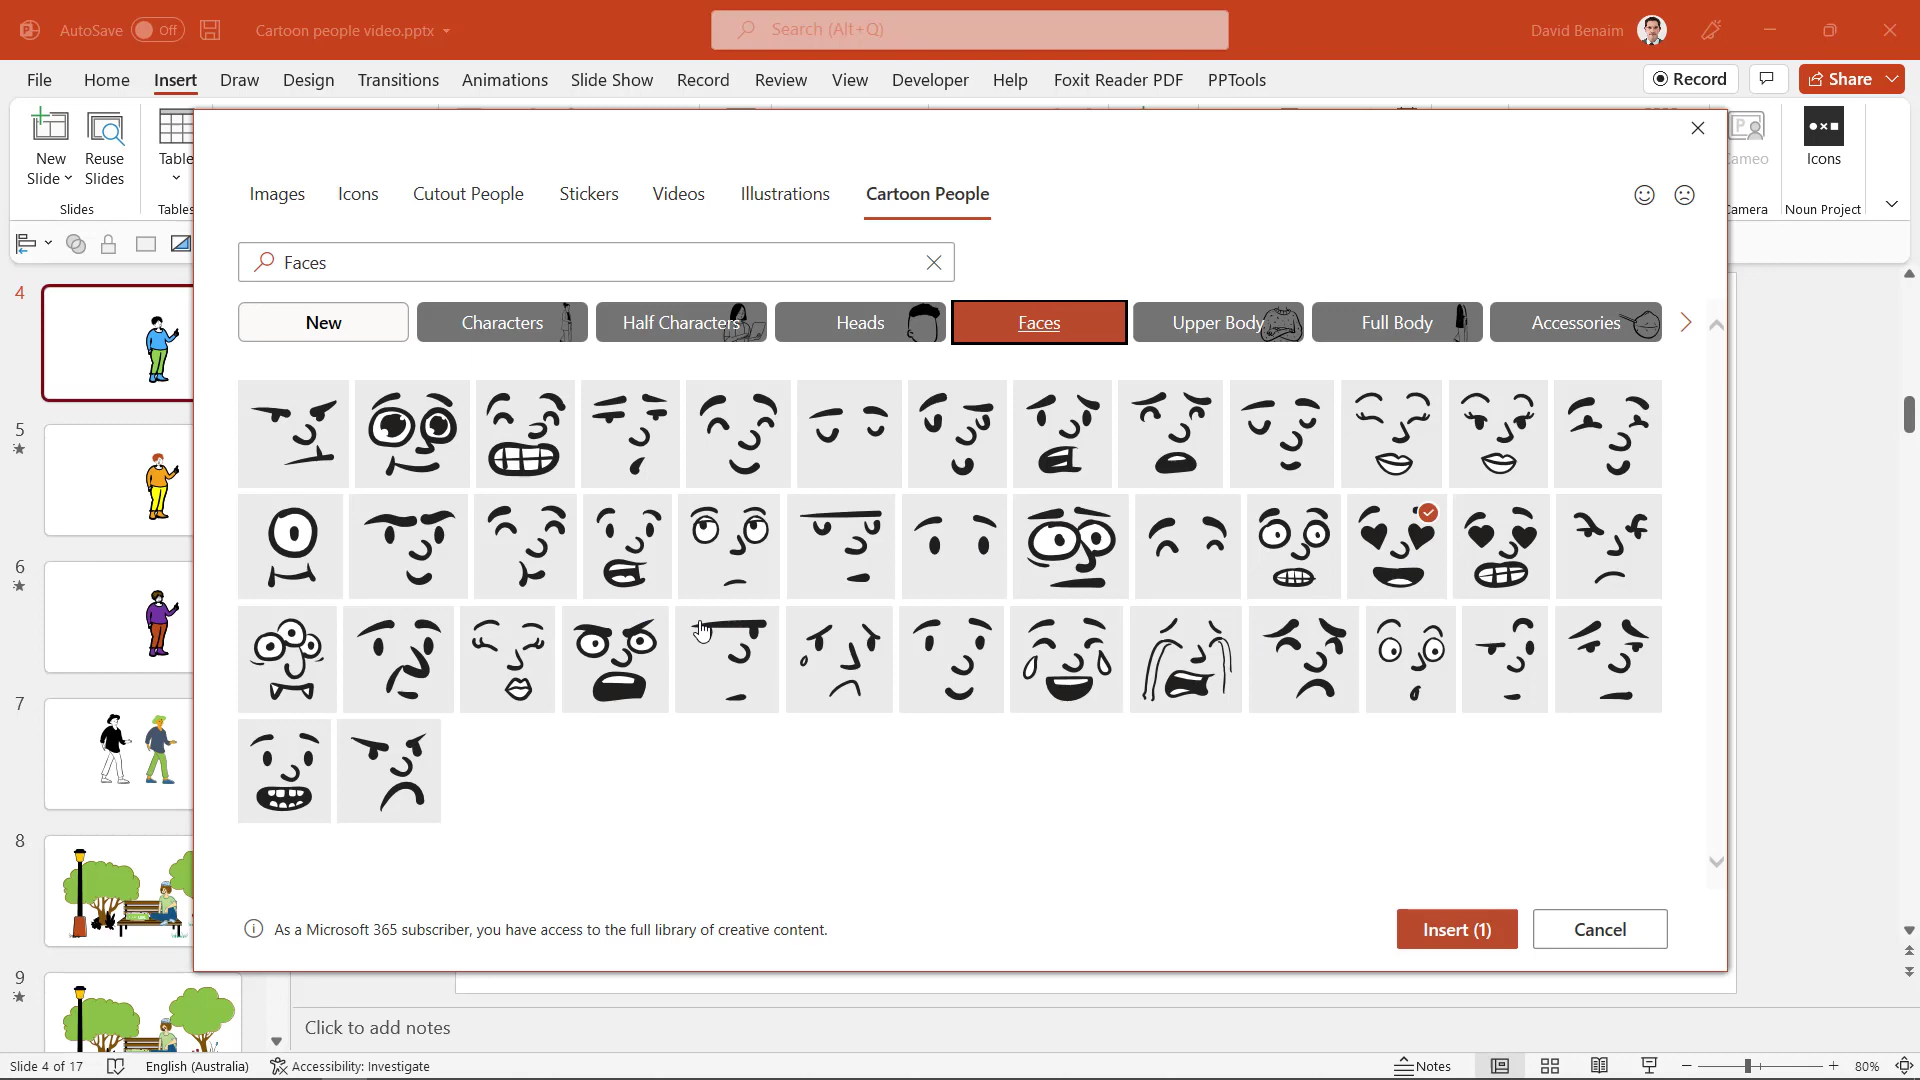 AutoSave Off Cartoon people video.pptx Search (Alt+Q) David Benaim
File Home Insert Draw Design Transitions Animations Slide Show Record Review View Developer Help Foxit Reader PDF PPTools Record Share
New Slide
Reuse Slides
Table
Cameo
Icons
Slides
Tables
Camera
Noun Project
Images Icons Cutout People Stickers Videos Illustrations Cartoon People
Faces
New Characters Half Characters Heads Faces Upper Body Full Body Accessories
4
5
6
7
8
9
As a Microsoft 365 subscriber, you have access to the full library of creative content.
Insert (1) Cancel
Click to add notes
Slide 4 of 17 English (Australia) Accessibility: Investigate Notes 80%